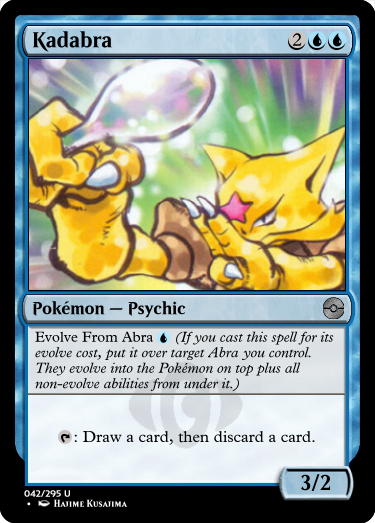 Kadabra 2
Pokémon — Psychic
Evolve From Abra (If you cast this spell for its
evolve cost, put it over target Abra you control.
They evolve into the Pokémon on top plus all
non-evolve abilities from under it.)
: Draw a card, then discard a card.
3/2
042/295 U
• Hajime Kusajima